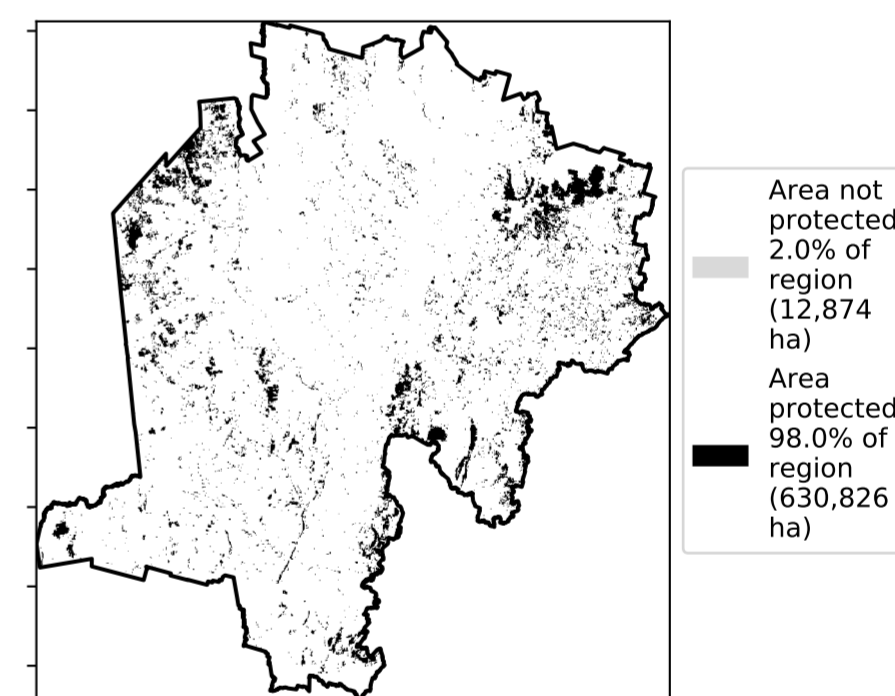 Area not
protected
2.0% of
region
(12,874
ha)
Area
protected
98.0% of
region
(630,826
ha)